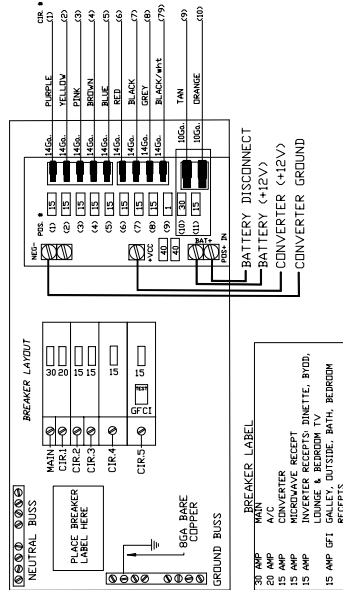 NEUTRAL BUSS
PLACE BREAKER
LABEL HERE
8GA BARE
COPPER
GROUND BUSS
BREAKER LAYOUT
MAIN 30
CIR.1 20
CIR.2 15
CIR.3 15
CIR.4 15
CIR.5 GFCI TEST 15
NEG-
POS. #
CIR. #
(1) 15 14Ga. PURPLE (1)
(2) 15 14Ga. YELLOW (2)
(3) 15 14Ga. PINK (3)
(4) 15 14Ga. BROWN (4)
(5) 15 14Ga. BLUE (5)
(6) 15 14Ga. RED (6)
(7) 15 14Ga. BLACK (7)
(8) 15 14Ga. GREY (8)
(9) 1 14Ga. BLACK/wht (79)
(10) 30 10Ga. TAN (9)
(11) 15 10Ga. ORANGE (10)
+VCC
40
40
BAT+
POS+ IN
BATTERY DISCONNECT
BATTERY (+12V)
CONVERTER (+12V)
CONVERTER GROUND
BREAKER LABEL
30 AMP MAIN
20 AMP A/C
15 AMP CONVERTER
15 AMP MICROWAVE RECEPT
15 AMP INVERTER RECEPTS: DINETTE, BYOD,
LOUNGE & BEDROOM TV
15 AMP GFI GALLEY, OUTSIDE, BATH, BEDROOM
RECEPTS